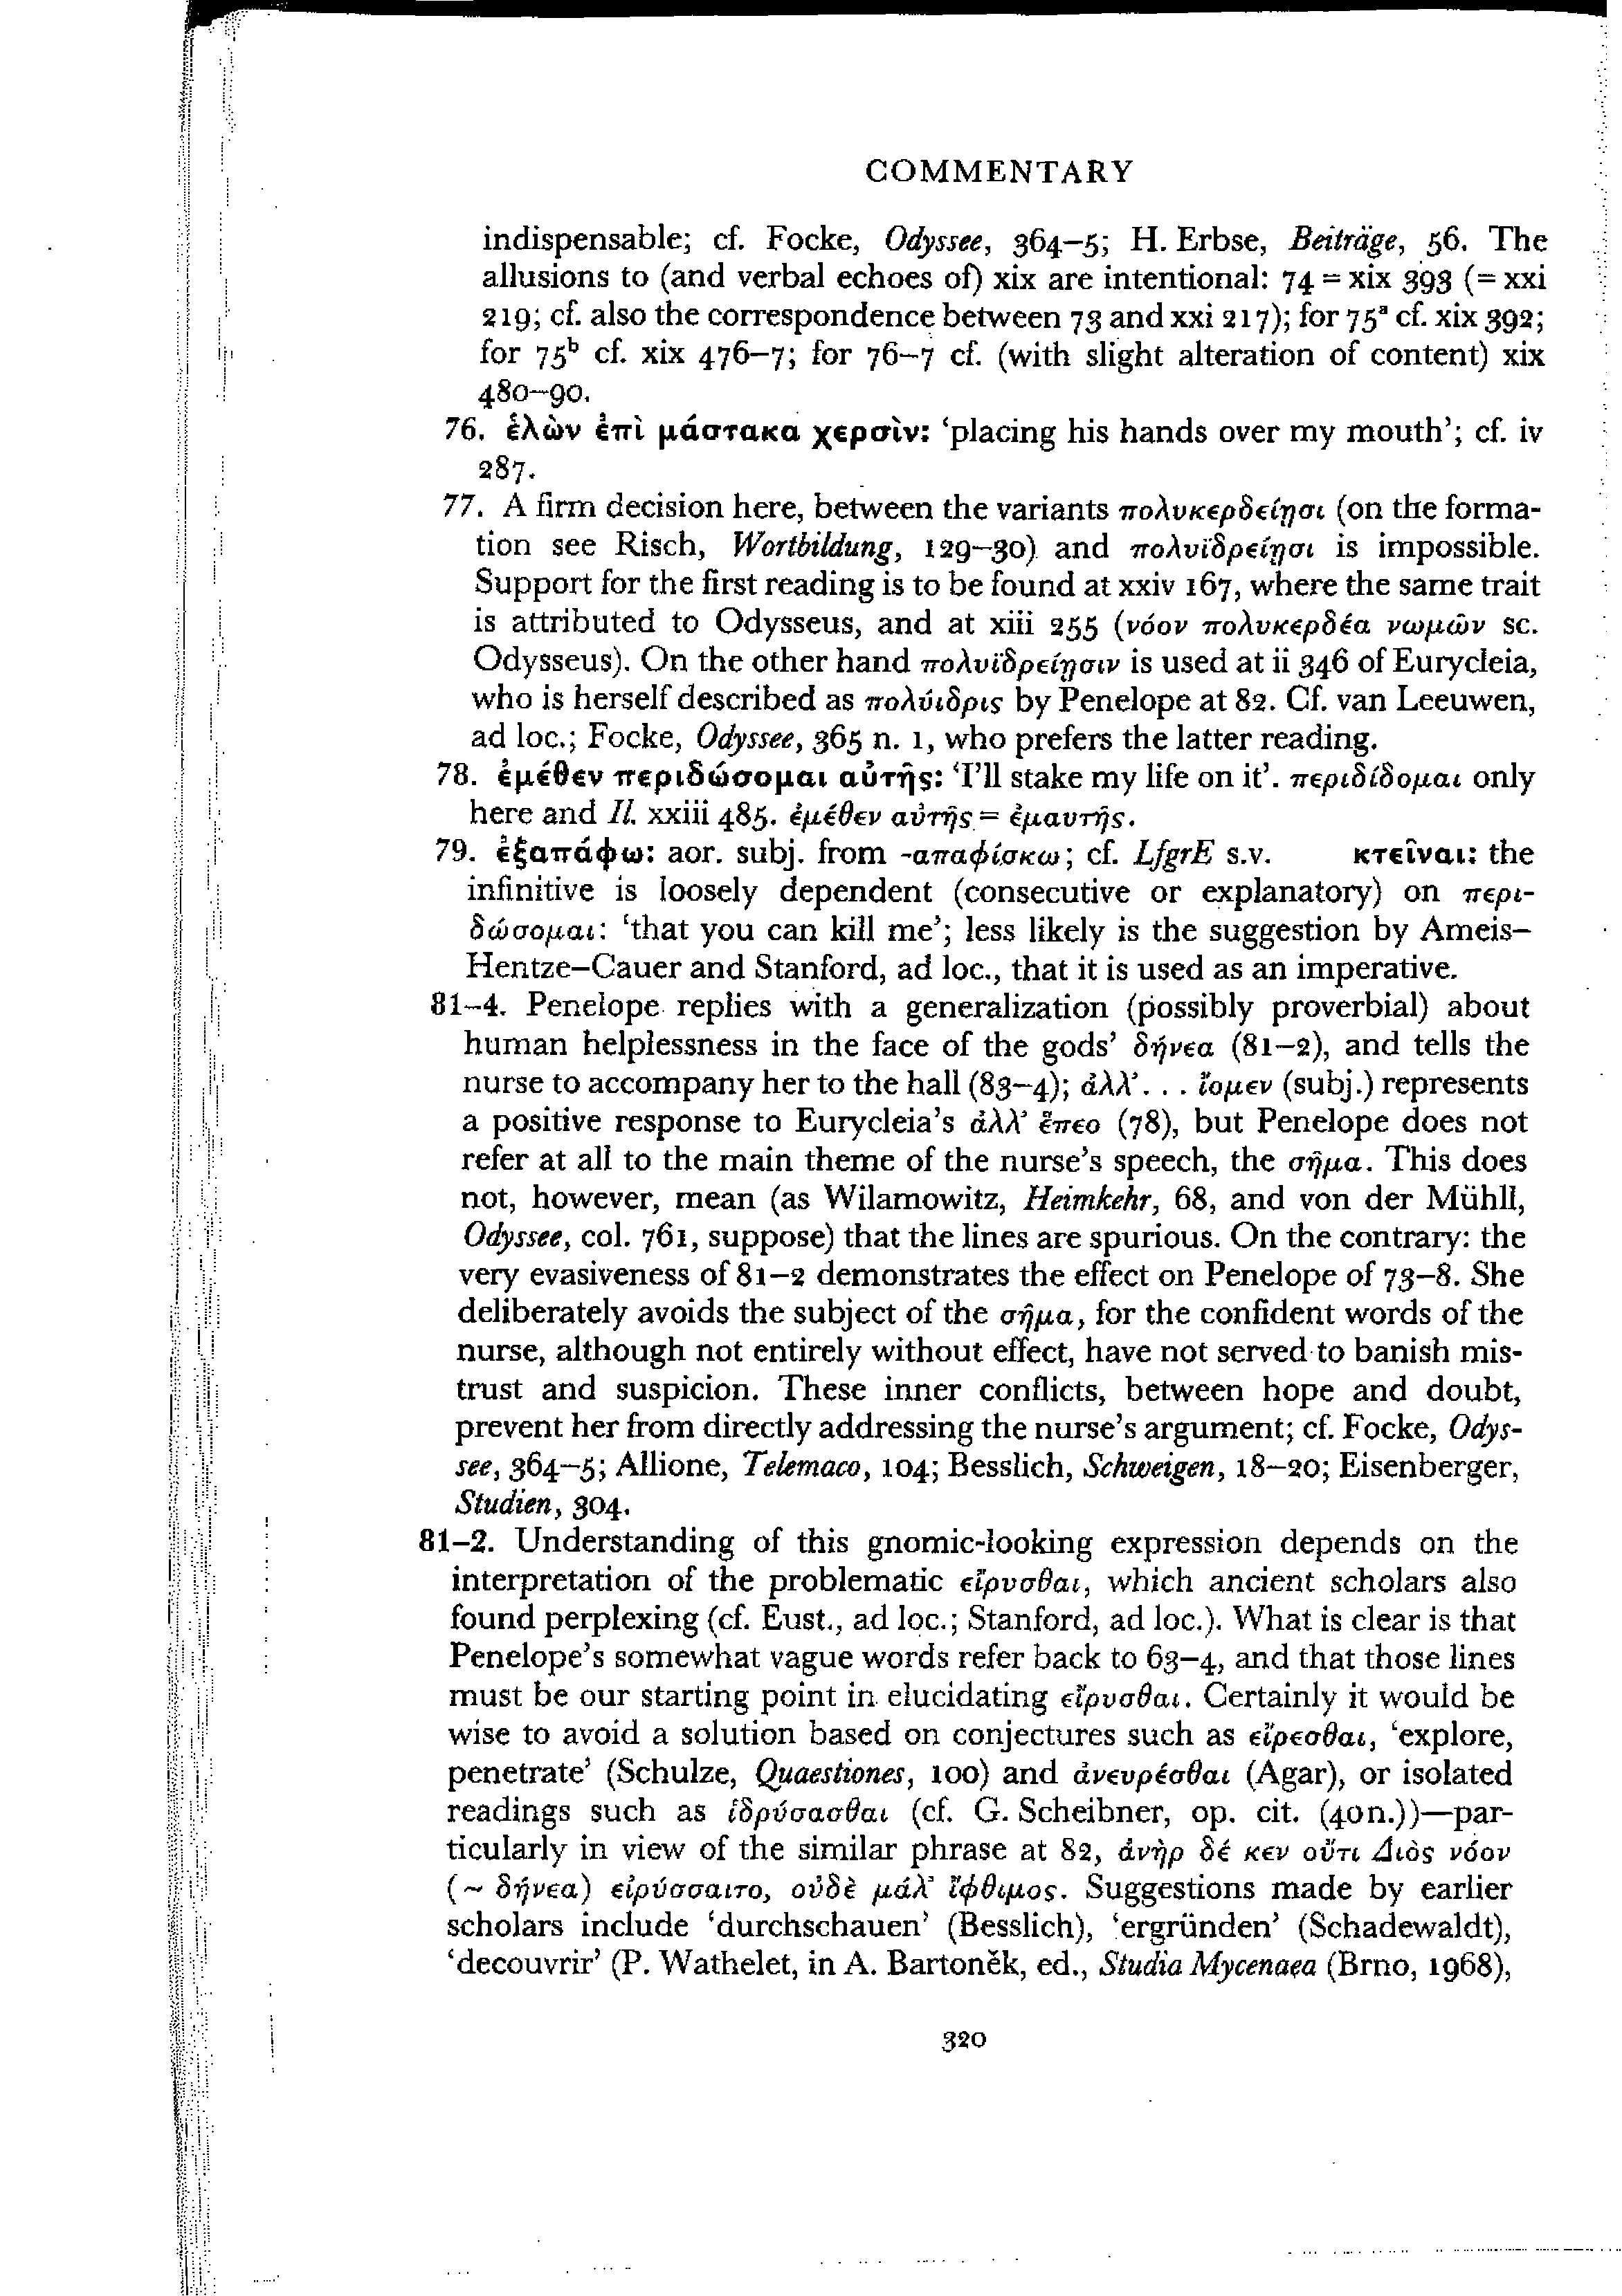 COMMENTARY
indispensable; cf. Focke, Odyssee, 364–5; H. Erbse, Beiträge, 56. The
allusions to (and verbal echoes of) xix are intentional: 74 = xix 393 (= xxi
219; cf. also the correspondence between 73 and xxi 217); for 75ᵃ cf. xix 392;
for 75ᵇ cf. xix 476–7; for 76–7 cf. (with slight alteration of content) xix
480–90.
76. ἑλὼν ἐπὶ μάστακα χερσὶν: ‘placing his hands over my mouth’; cf. iv
287.
77. A firm decision here, between the variants πολυκερδείῃσι (on the forma-
tion see Risch, Wortbildung, 129–30) and πολυϊδρείῃσι is impossible.
Support for the first reading is to be found at xxiv 167, where the same trait
is attributed to Odysseus, and at xiii 255 (νόον πολυκερδέα νωμῶν sc.
Odysseus). On the other hand πολυϊδρείῃσιν is used at ii 346 of Eurycleia,
who is herself described as πολύιδρις by Penelope at 82. Cf. van Leeuwen,
ad loc.; Focke, Odyssee, 365 n. 1, who prefers the latter reading.
78. ἐμέθεν περιδώσομαι αὐτῆς: ‘I’ll stake my life on it’. περιδίδομαι only
here and Il. xxiii 485. ἐμέθεν αὐτῆς = ἐμαυτῆς.
79. ἐξαπάφω: aor. subj. from -απαφίσκω; cf. LfgrE s.v. κτεῖναι: the
infinitive is loosely dependent (consecutive or explanatory) on περι-
δώσομαι: ‘that you can kill me’; less likely is the suggestion by Ameis–
Hentze–Cauer and Stanford, ad loc., that it is used as an imperative.
81–4. Penelope replies with a generalization (possibly proverbial) about
human helplessness in the face of the gods’ δήνεα (81–2), and tells the
nurse to accompany her to the hall (83–4); ἀλλ’ . . . ἴομεν (subj.) represents
a positive response to Eurycleia’s ἀλλ’ ἕπεο (78), but Penelope does not
refer at all to the main theme of the nurse’s speech, the σῆμα. This does
not, however, mean (as Wilamowitz, Heimkehr, 68, and von der Mühll,
Odyssee, col. 761, suppose) that the lines are spurious. On the contrary: the
very evasiveness of 81–2 demonstrates the effect on Penelope of 73–8. She
deliberately avoids the subject of the σῆμα, for the confident words of the
nurse, although not entirely without effect, have not served to banish mis-
trust and suspicion. These inner conflicts, between hope and doubt,
prevent her from directly addressing the nurse’s argument; cf. Focke, Odys-
see, 364–5; Allione, Telemaco, 104; Besslich, Schweigen, 18–20; Eisenberger,
Studien, 304.
81–2. Understanding of this gnomic-looking expression depends on the
interpretation of the problematic εἴρυσθαι, which ancient scholars also
found perplexing (cf. Eust., ad loc.; Stanford, ad loc.). What is clear is that
Penelope’s somewhat vague words refer back to 63–4, and that those lines
must be our starting point in elucidating εἴρυσθαι. Certainly it would be
wise to avoid a solution based on conjectures such as εἴρεσθαι, ‘explore,
penetrate’ (Schulze, Quaestiones, 100) and ἀνευρέσθαι (Agar), or isolated
readings such as ἱδρύσασθαι (cf. G. Scheibner, op. cit. (40n.))—par-
ticularly in view of the similar phrase at 82, ἀνὴρ δέ κεν οὔτι Διὸς νόον
(~ δήνεα) εἰρύσσαιτο, οὐδὲ μάλ’ ἴφθιμος. Suggestions made by earlier
scholars include ‘durchschauen’ (Besslich), ‘ergründen’ (Schadewaldt),
‘decouvrir’ (P. Wathelet, in A. Bartoněk, ed., Studia Mycenaea (Brno, 1968),
320